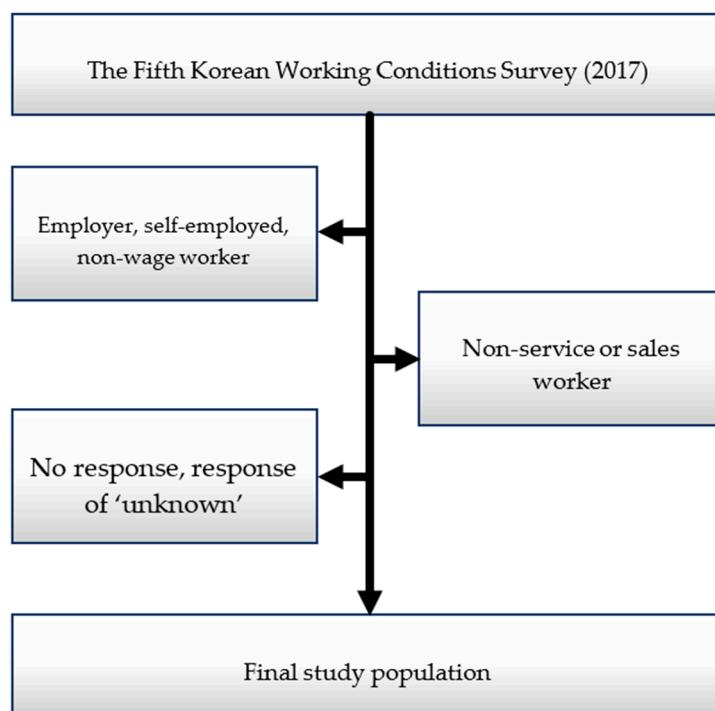 The Fifth Korean Working Conditions Survey (2017)
Employer, self-employed,
non-wage worker
Non-service or sales
worker
No response, response
of ‘unknown’
Final study population